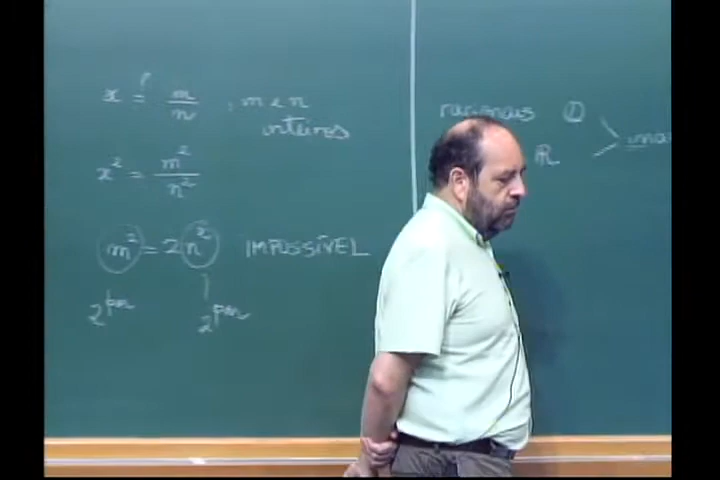 x =? m/n , m e n
inteiros
x² = m²/n²
m² = 2n² IMPOSSÍVEL
2^par 2^par
racionais Q
R